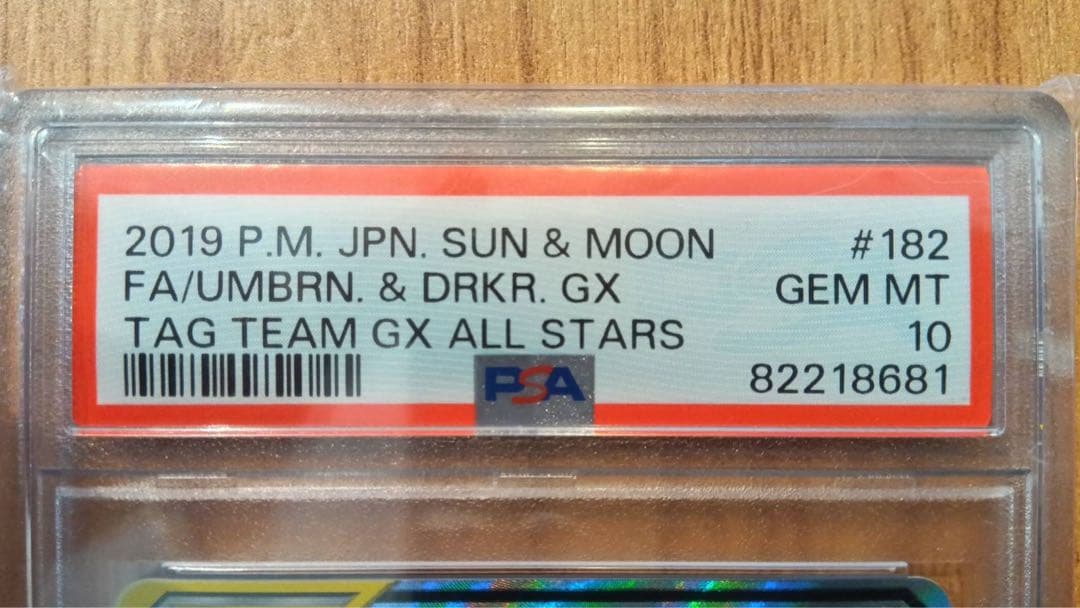 2019 P.M. JPN. SUN & MOON #182
FA/UMBRN. & DRKR. GX GEM MT
TAG TEAM GX ALL STARS 10
PSA 82218681